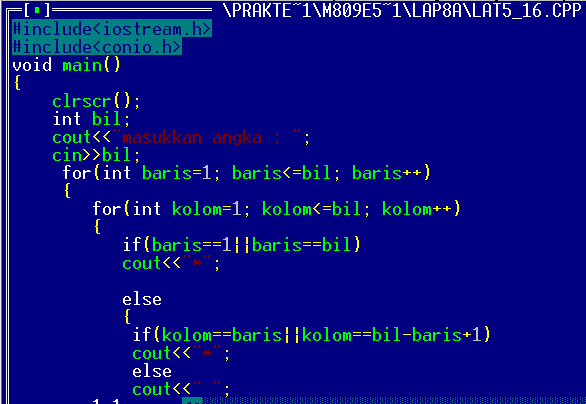 [■] \PRAKTE~1\M809E5~1\LAP8A\LAT5_16.CPP
#include<iostream.h>
#include<conio.h>
void main()
{
clrscr();
int bil;
cout<<"masukkan angka : ";
cin>>bil;
for(int baris=1; baris<=bil; baris++)
{
for(int kolom=1; kolom<=bil; kolom++)
{
if(baris==1||baris==bil)
cout<<"*";
else
{
if(kolom==baris||kolom==bil-baris+1)
cout<<"*";
else
cout<<" ";